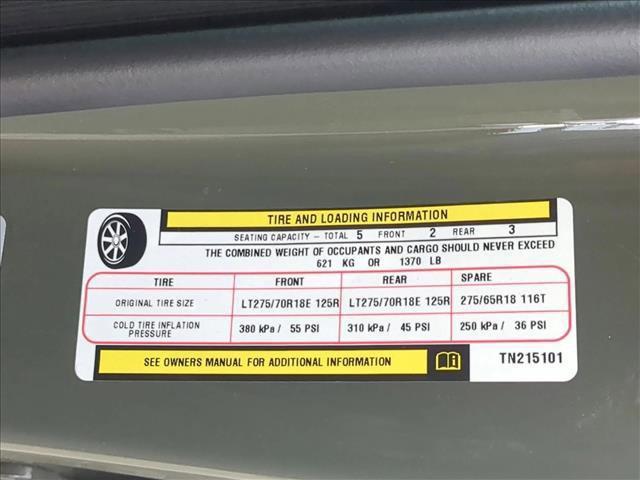 TIRE AND LOADING INFORMATION
SEATING CAPACITY - TOTAL 5 FRONT 2 REAR 3
THE COMBINED WEIGHT OF OCCUPANTS AND CARGO SHOULD NEVER EXCEED
621 KG OR 1370 LB
TIRE FRONT REAR SPARE
ORIGINAL TIRE SIZE LT275/70R18E 125R LT275/70R18E 125R 275/65R18 116T
COLD TIRE INFLATION
PRESSURE 380 kPa / 55 PSI 310 kPa / 45 PSI 250 kPa / 36 PSI
SEE OWNERS MANUAL FOR ADDITIONAL INFORMATION TN215101